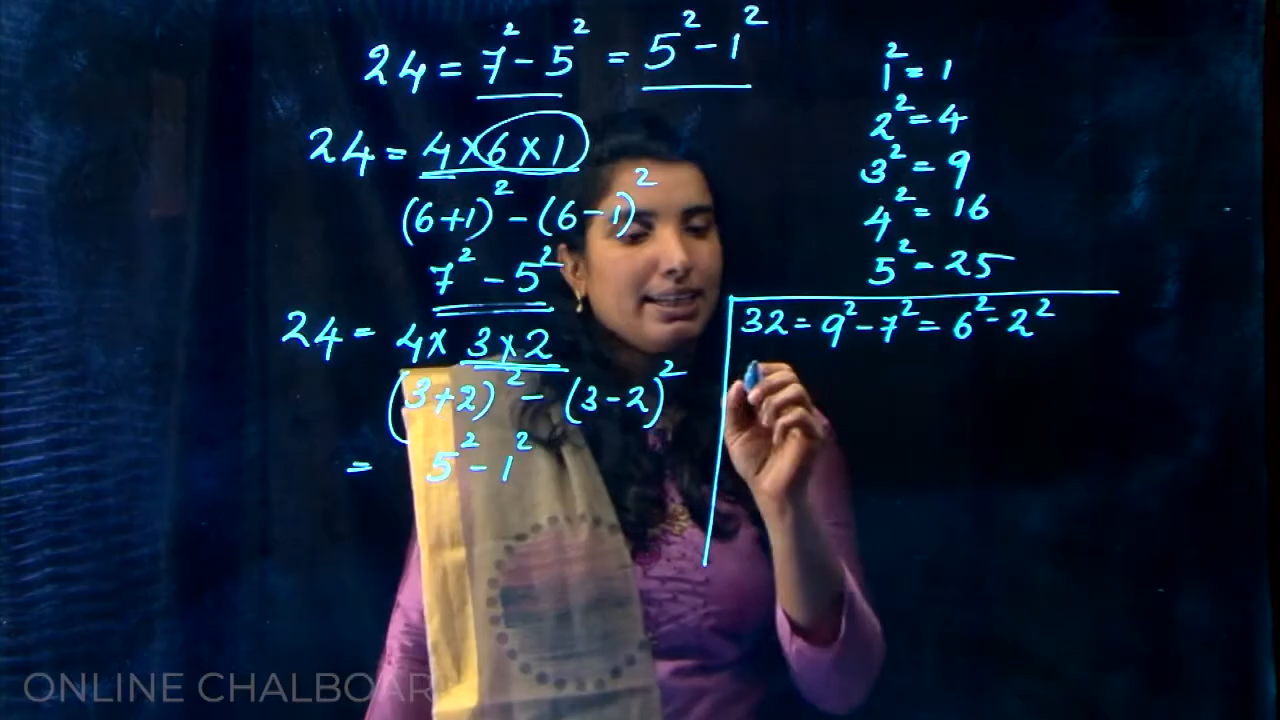 24 = 7² - 5² = 5² - 1²
24 = 4 × 6 × 1
(6+1)² - (6-1)²
7² - 5²
24 = 4 × 3 × 2
(3+2)² - (3-2)²
= 5² - 1²
1² = 1
2² = 4
3² = 9
4² = 16
5² = 25
32 = 9² - 7² = 6² - 2²
ONLINE CHALBOAR